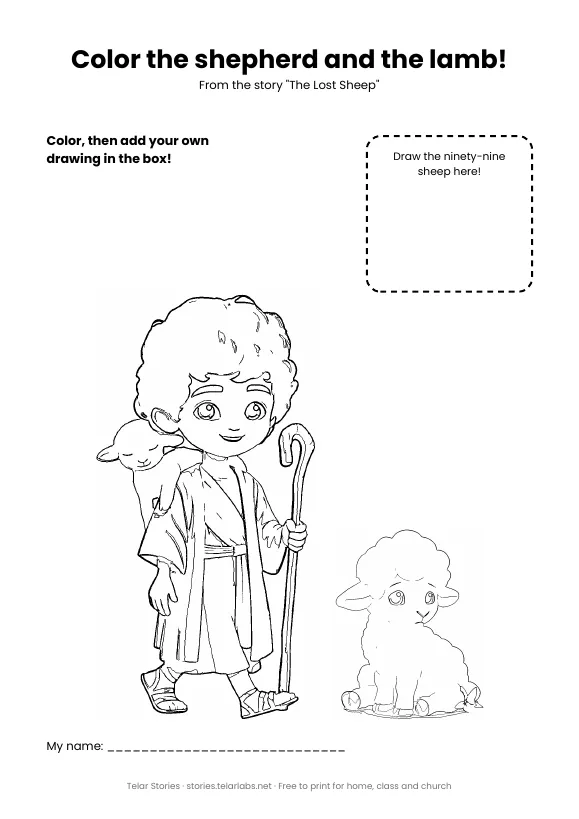 Color the shepherd and the lamb!
From the story "The Lost Sheep"
Color, then add your own
drawing in the box!
Draw the ninety-nine
sheep here!
My name: ____________________________
Telar Stories · stories.telarlabs.net · Free to print for home, class and church